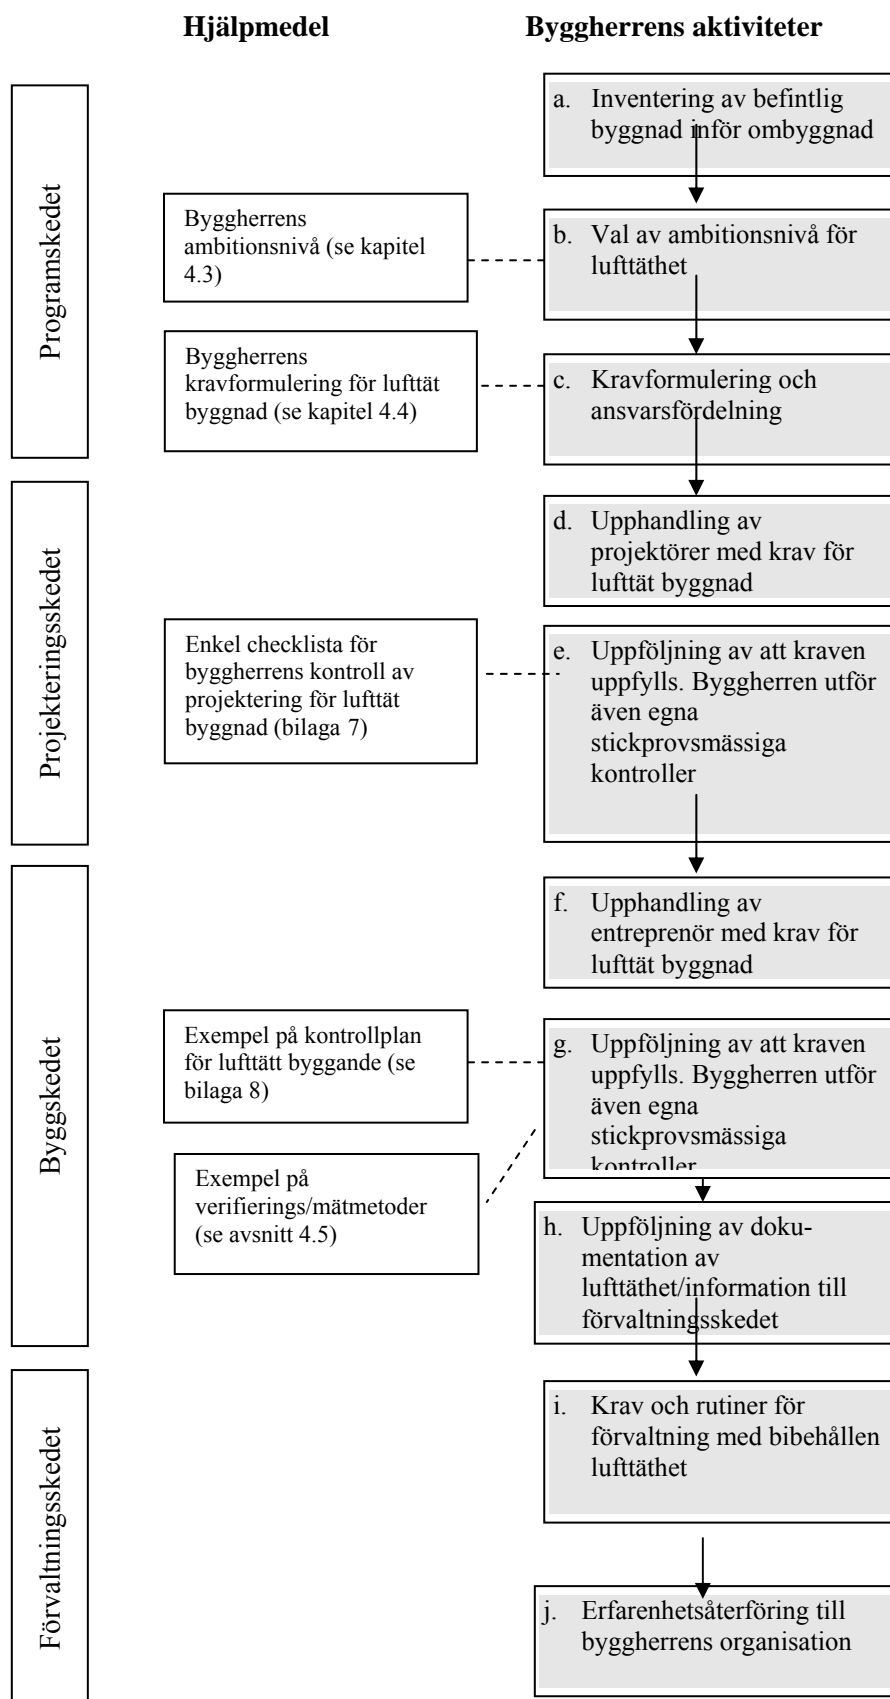 Hjälpmedel
Byggherrens aktiviteter
Programskedet
a. Inventering av befintlig
byggnad inför ombyggnad
Byggherrens
ambitionsnivå (se kapitel
4.3)
b. Val av ambitionsnivå för
lufttäthet
Byggherrens
kravformulering för lufttät
byggnad (se kapitel 4.4)
c. Kravformulering och
ansvarsfördelning
Projekteringsskedet
d. Upphandling av
projektörer med krav för
lufttät byggnad
Enkel checklista för
byggherrens kontroll av
projektering för lufttät
byggnad (bilaga 7)
e. Uppföljning av att kraven
uppfylls. Byggherren utför
även egna
stickprovsmässiga
kontroller
Byggskedet
f. Upphandling av
entreprenör med krav för
lufttät byggnad
Exempel på kontrollplan
för lufttätt byggande (se
bilaga 8)
g. Uppföljning av att kraven
uppfylls. Byggherren utför
även egna
stickprovsmässiga
kontroller
Exempel på
verifierings/mätmetoder
(se avsnitt 4.5)
h. Uppföljning av doku-
mentation av
lufttäthet/information till
förvaltningsskedet
Förvaltningsskedet
i. Krav och rutiner för
förvaltning med bibehållen
lufttäthet
j. Erfarenhetsåterföring till
byggherrens organisation